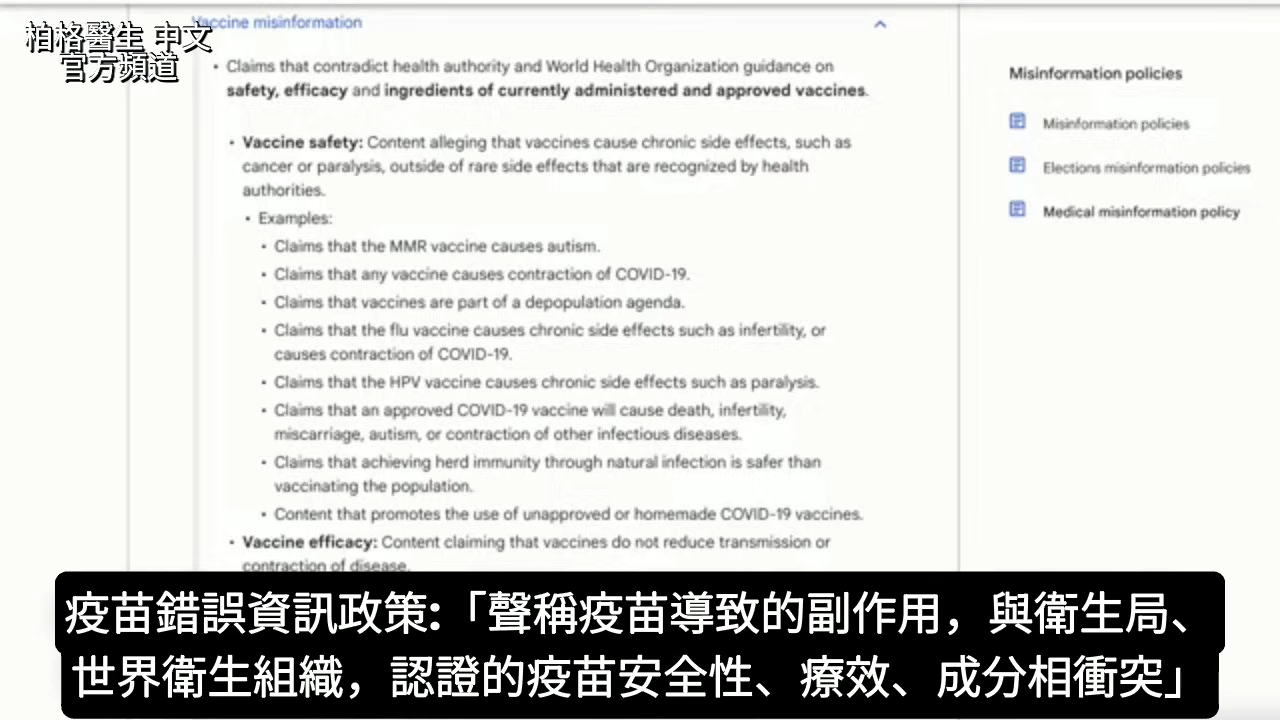 Vaccine misinformation
柏格醫生 中文
官方頻道
• Claims that contradict health authority and World Health Organization guidance on
safety, efficacy and ingredients of currently administered and approved vaccines.
• Vaccine safety: Content alleging that vaccines cause chronic side effects, such as
cancer or paralysis, outside of rare side effects that are recognized by health
authorities.
• Examples:
• Claims that the MMR vaccine causes autism.
• Claims that any vaccine causes contraction of COVID-19.
• Claims that vaccines are part of a depopulation agenda.
• Claims that the flu vaccine causes chronic side effects such as infertility, or
causes contraction of COVID-19.
• Claims that the HPV vaccine causes chronic side effects such as paralysis.
• Claims that an approved COVID-19 vaccine will cause death, infertility,
miscarriage, autism, or contraction of other infectious diseases.
• Claims that achieving herd immunity through natural infection is safer than
vaccinating the population.
• Content that promotes the use of unapproved or homemade COVID-19 vaccines.
• Vaccine efficacy: Content claiming that vaccines do not reduce transmission or
contraction of disease.
Misinformation policies
Misinformation policies
Elections misinformation policies
Medical misinformation policy
疫苗錯誤資訊政策:「聲稱疫苗導致的副作用，與衛生局、
世界衛生組織，認證的疫苗安全性、療效、成分相衝突」